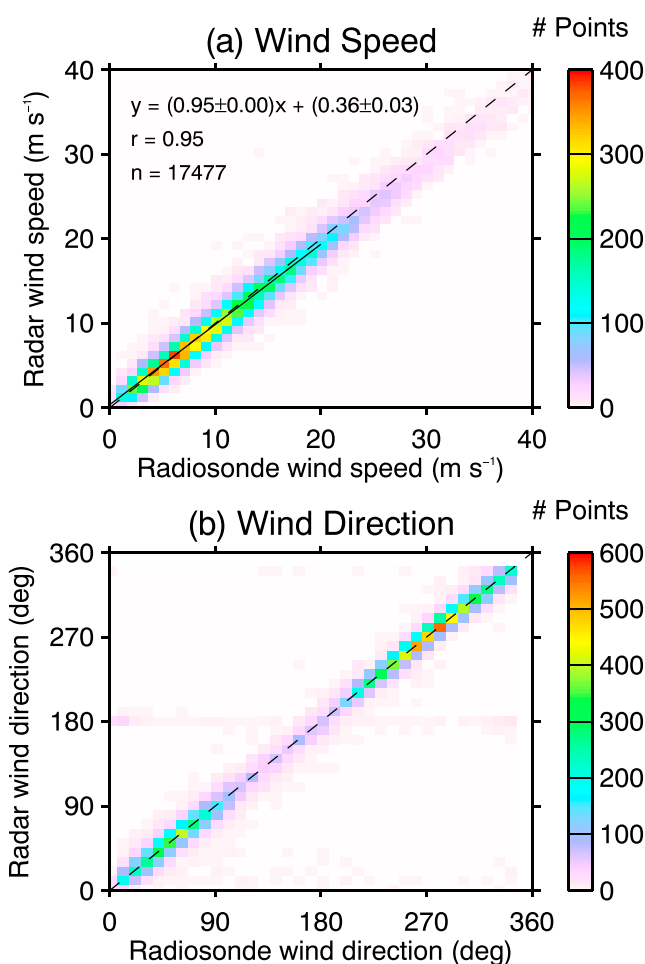 (a) Wind Speed
# Points
y = (0.95±0.00)x + (0.36±0.03)
r = 0.95
n = 17477
Radar wind speed (m s⁻¹)
40
30
20
10
0
0 10 20 30 40
Radiosonde wind speed (m s⁻¹)
400
300
200
100
0
(b) Wind Direction
# Points
Radar wind direction (deg)
360
270
180
90
0
0 90 180 270 360
Radiosonde wind direction (deg)
600
500
400
300
200
100
0